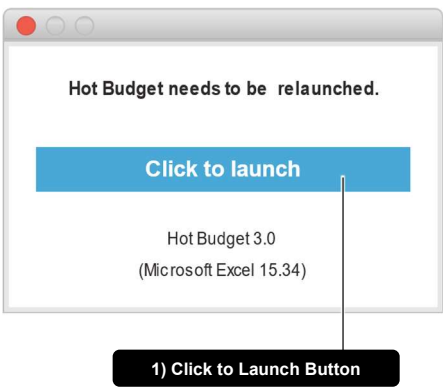 Hot Budget needs to be relaunched.
Click to launch
Hot Budget 3.0
(Microsoft Excel 15.34)
1) Click to Launch Button